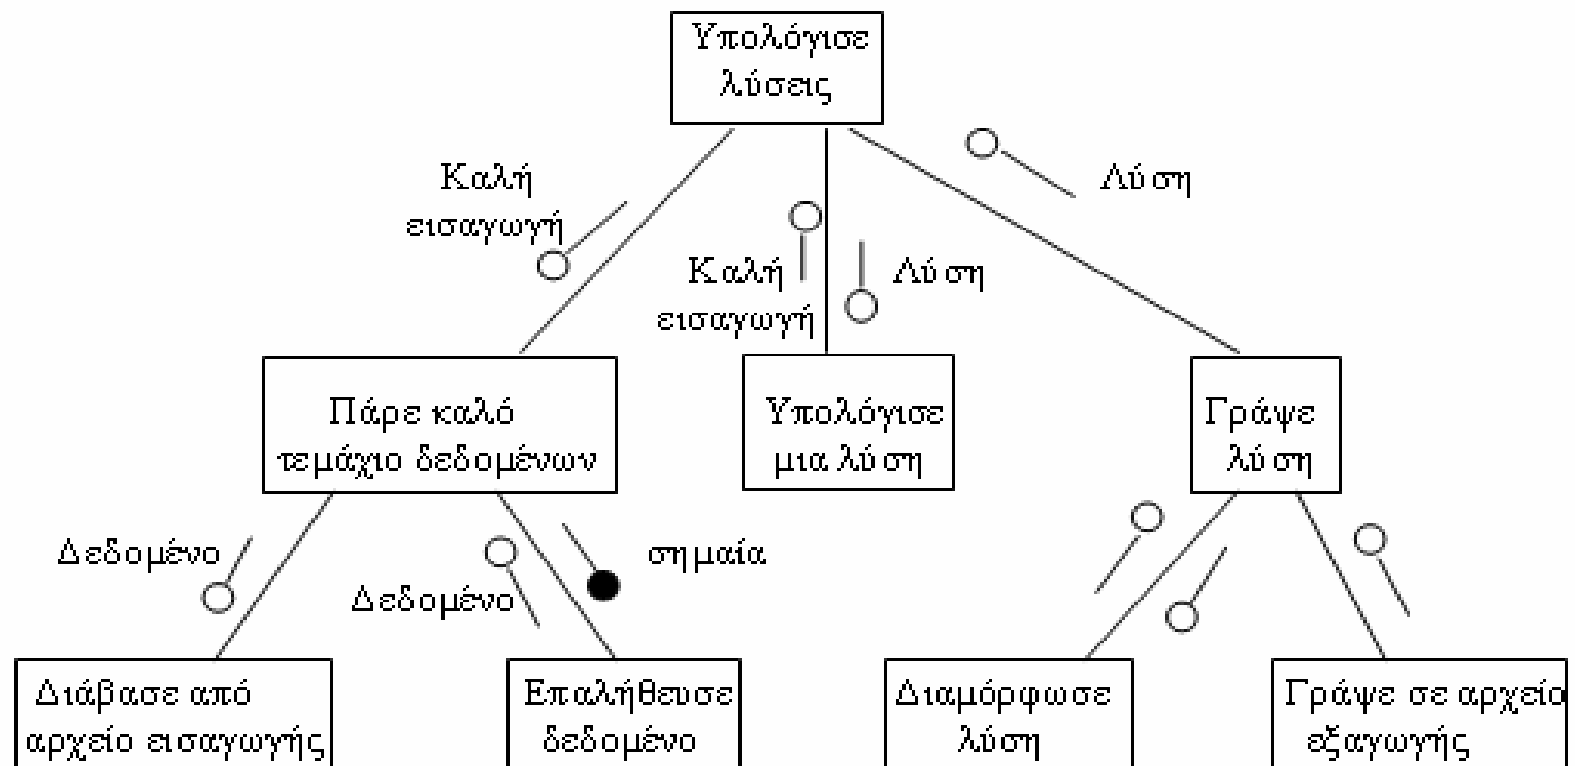 Υπολόγισε
λύσεις
Καλή
εισαγωγή
Καλή
εισαγωγή
Λύση
Λύση
Πάρε καλό
τεμάχιο δεδομένων
Υπολόγισε
μια λύση
Γράψε
λύση
Δεδομένο
Δεδομένο
σημαία
Διάβασε από
αρχείο εισαγωγής
Επαλήθευσε
δεδομένο
Διαμόρφωσε
λύση
Γράψε σε αρχείο
εξαγωγής